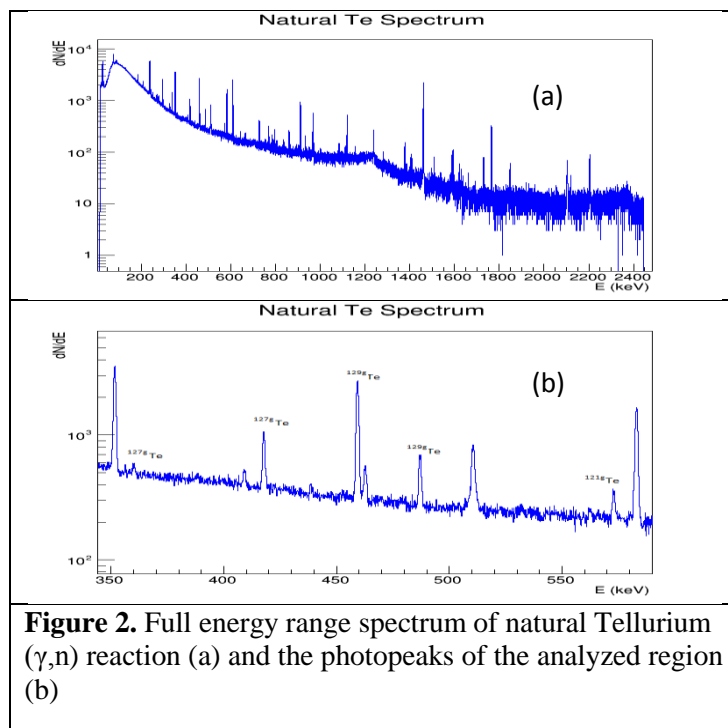 Natural Te Spectrum
dN/dE
10⁴
10³
10²
10
1
(a)
200 400 600 800 1000 1200 1400 1600 1800 2000 2200 2400
E (keV)
Natural Te Spectrum
dN/dE
10³
10²
¹²⁷ᵍTe
¹²⁷ᵍTe
¹²⁹ᵍTe
¹²⁹ᵍTe
¹²¹ᵍTe
(b)
350 400 450 500 550
E (keV)
Figure 2. Full energy range spectrum of natural Tellurium
(γ,n) reaction (a) and the photopeaks of the analyzed region
(b)